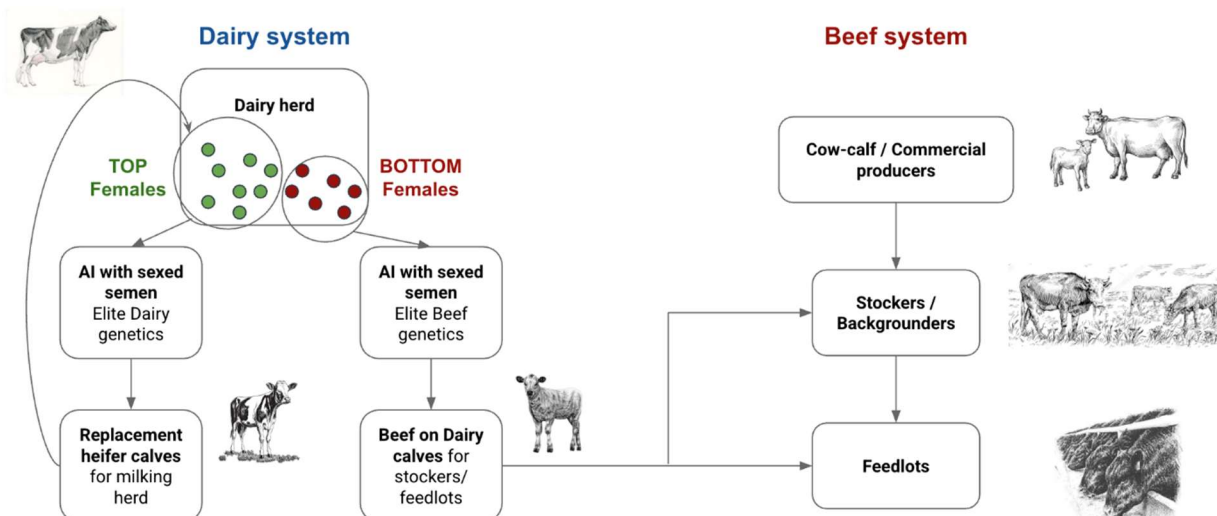 Dairy system
Beef system
Dairy herd
TOP
Females
BOTTOM
Females
Cow-calf / Commercial
producers
AI with sexed
semen
Elite Dairy
genetics
AI with sexed
semen
Elite Beef
genetics
Stockers /
Backgrounders
Replacement
heifer calves
for milking
herd
Beef on Dairy
calves for
stockers/
feedlots
Feedlots